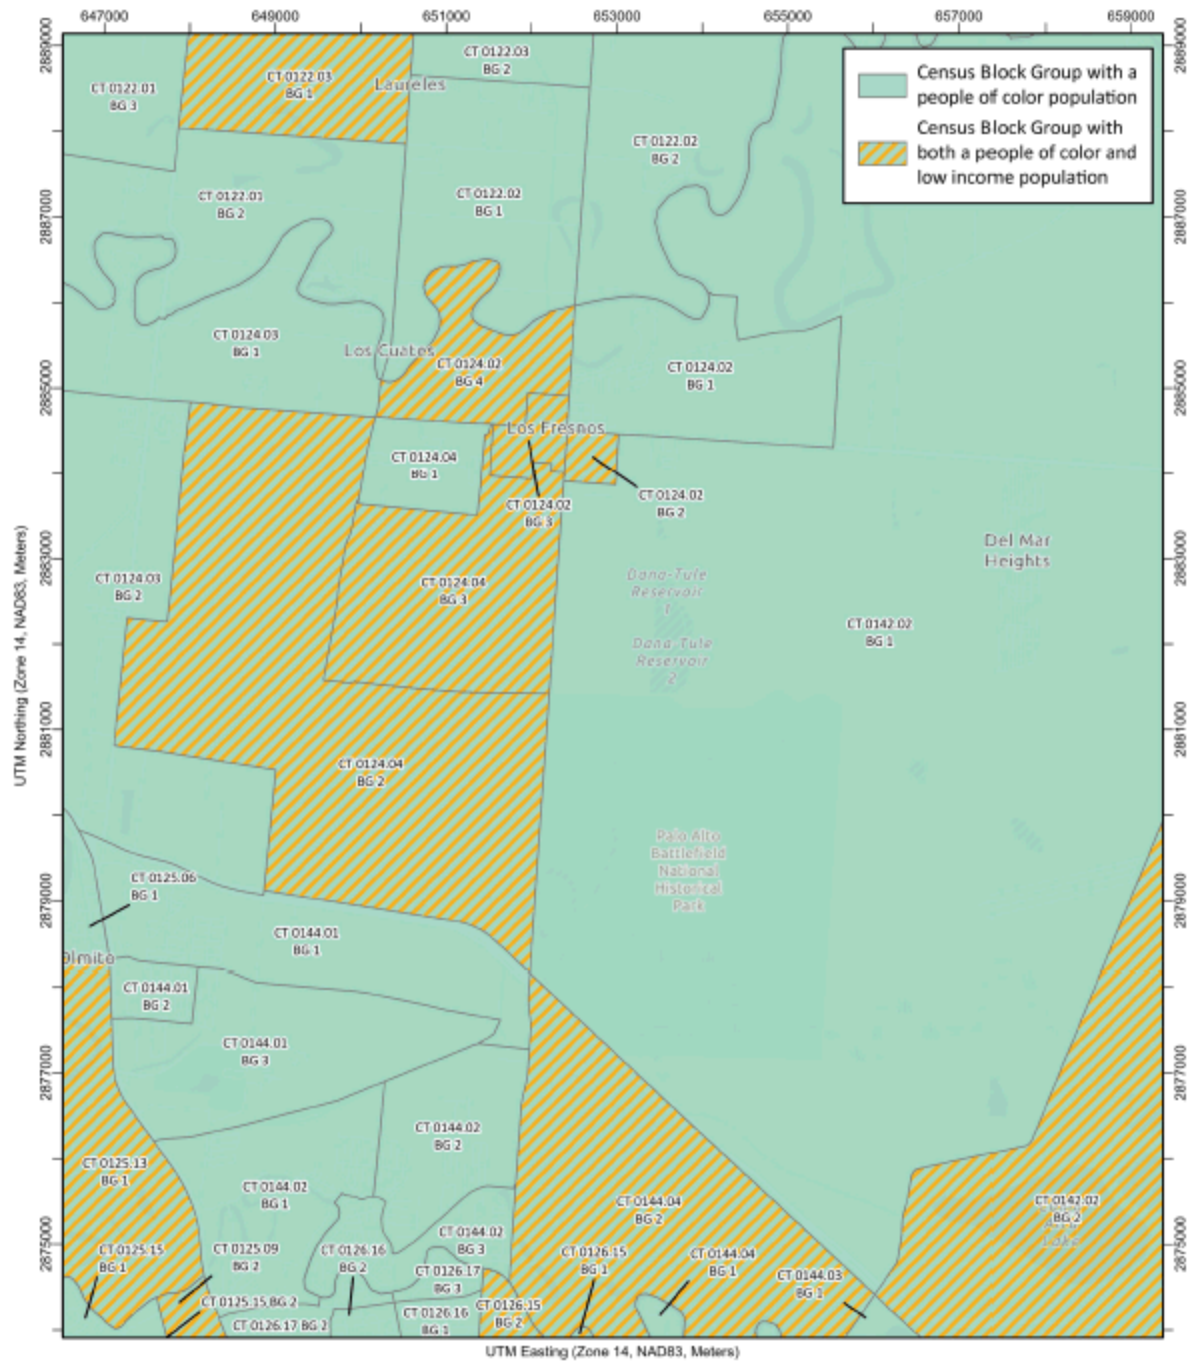 647000 649000 651000 653000 655000 657000 659000
2889000
2889000
CT 0122.03
BG 2
CT 0122.03
BG 1
Laureles
CT 0122.01
BG 3
Census Block Group with a
people of color population
Census Block Group with
both a people of color and
low income population
CT 0122.02
BG 2
CT 0122.01
BG 2
CT 0122.02
BG 1
2887000
2887000
CT 0124.03
BG 1
Los Cuates
CT 0124.02
BG 4
CT 0124.02
BG 1
2885000
2885000
Los Fresnos
CT 0124.04
BG 1
CT 0124.02
BG 3
CT 0124.02
BG 2
Del Mar
Heights
2883000
2883000
CT 0124.03
BG 2
CT 0124.04
BG 3
Dana-Tule
Reservoir
1
CT 0142.02
BG 1
Dana-Tule
Reservoir
2
UTM Northing (Zone 14, NAD83, Meters)
2881000
2881000
CT 0124.04
BG 2
Palo Alto
Battlefield
National
Historical
Park
CT 0125.06
BG 1
2879000
2879000
CT 0144.01
BG 1
Olmito
CT 0144.01
BG 2
CT 0144.01
BG 3
2877000
2877000
CT 0144.02
BG 2
CT 0125.13
BG 1
CT 0144.02
BG 1
CT 0144.04
BG 2
CT 0142.02
BG 2
Lake
CT 0144.02
BG 3
2875000
2875000
CT 0125.15
BG 1
CT 0125.09
BG 2
CT 0126.16
BG 2
CT 0126.15
BG 1
CT 0144.04
BG 1
CT 0126.17
BG 3
CT 0144.03
BG 1
CT 0125.15 BG 2
CT 0126.17 BG 2
CT 0126.16
BG 1
CT 0126.15
BG 2
UTM Easting (Zone 14, NAD83, Meters)